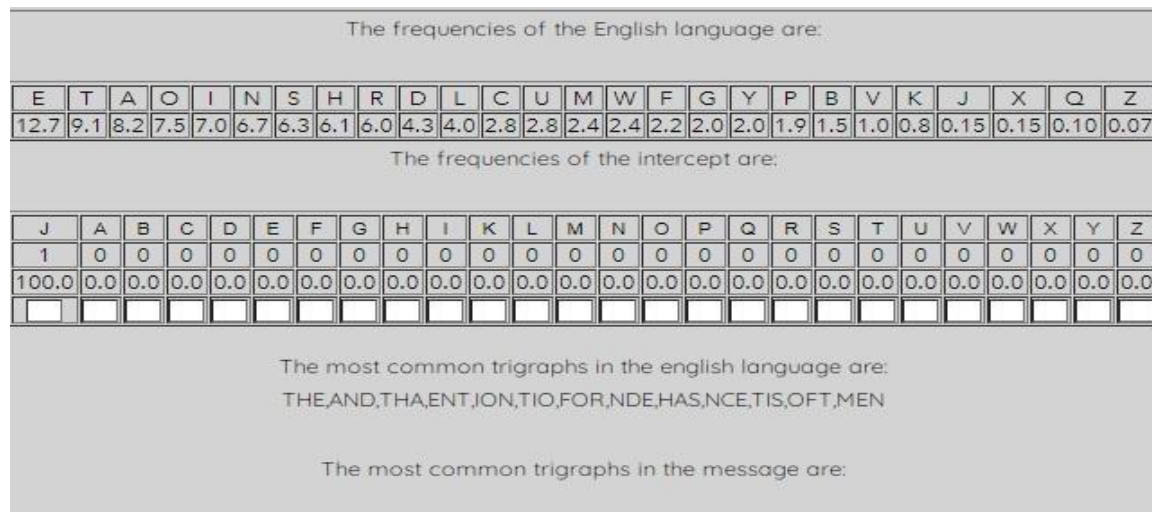 The frequencies of the English language are:
E T A O I N S H R D L C U M W F G Y P B V K J X Q Z
12.7 9.1 8.2 7.5 7.0 6.7 6.3 6.1 6.0 4.3 4.0 2.8 2.8 2.4 2.4 2.2 2.0 2.0 1.9 1.5 1.0 0.8 0.15 0.15 0.10 0.07
The frequencies of the intercept are:
J A B C D E F G H I K L M N O P Q R S T U V W X Y Z
1 0 0 0 0 0 0 0 0 0 0 0 0 0 0 0 0 0 0 0 0 0 0 0 0 0
100.0 0.0 0.0 0.0 0.0 0.0 0.0 0.0 0.0 0.0 0.0 0.0 0.0 0.0 0.0 0.0 0.0 0.0 0.0 0.0 0.0 0.0 0.0 0.0 0.0 0.0
The most common trigraphs in the english language are:
THE,AND,THA,ENT,ION,TIO,FOR,NDE,HAS,NCE,TIS,OFT,MEN
The most common trigraphs in the message are: